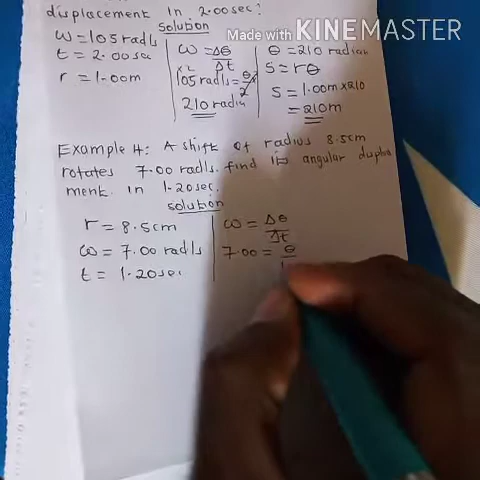 displacement in 2.00sec?
solution
ω = 105 rad/s
t = 2.00sec
r = 1.00m
ω = Δθ
Δt
105 rad/s = θ
2
210 radian
θ = 210 radian
S = rθ
S = 1.00m x 210
= 210m
Example 4: A shift of radius 8.5cm
rotates 7.00 rad/s. find its angular displa
ment in 1.20sec.
solution
r = 8.5cm
ω = 7.00 rad/s
t = 1.20sec
ω = Δθ
Δt
7.00 = θ
1
Made with KINEMASTER